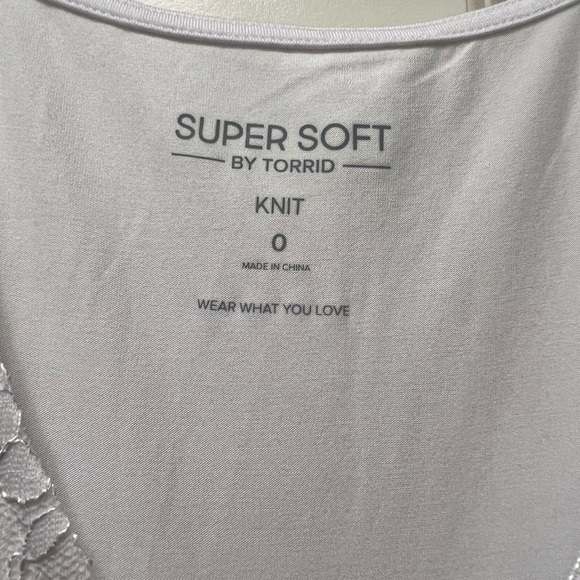 SUPER SOFT
BY TORRID
KNIT
0
MADE IN CHINA
WEAR WHAT YOU LOVE